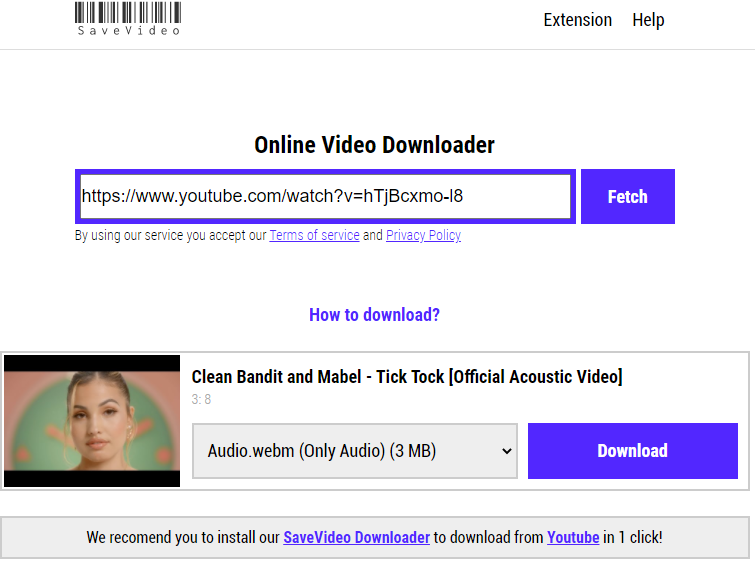 SaveVideo
Extension Help
Online Video Downloader
https://www.youtube.com/watch?v=hTjBcxmo-l8
Fetch
By using our service you accept our Terms of service and Privacy Policy
How to download?
Clean Bandit and Mabel - Tick Tock [Official Acoustic Video]
3: 8
Audio.webm (Only Audio) (3 MB)
Download
We recomend you to install our SaveVideo Downloader to download from Youtube in 1 click!